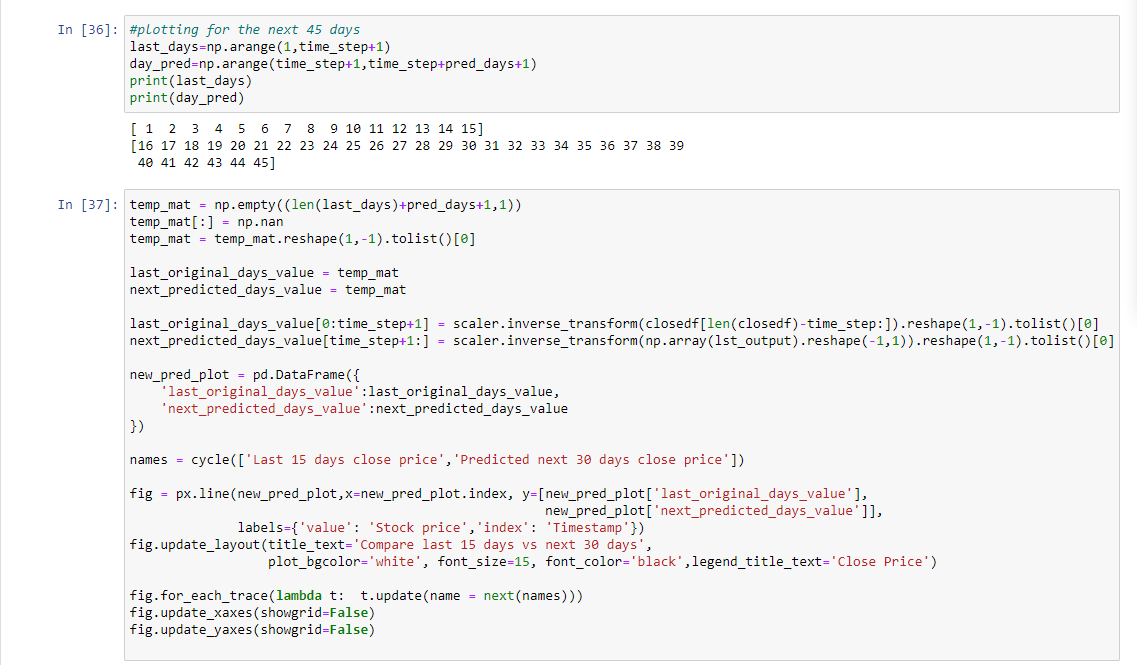 In [36]: #plotting for the next 45 days
last_days=np.arange(1,time_step+1)
day_pred=np.arange(time_step+1,time_step+pred_days+1)
print(last_days)
print(day_pred)
[ 1  2  3  4  5  6  7  8  9 10 11 12 13 14 15]
[16 17 18 19 20 21 22 23 24 25 26 27 28 29 30 31 32 33 34 35 36 37 38 39
 40 41 42 43 44 45]
In [37]: temp_mat = np.empty((len(last_days)+pred_days+1,1))
temp_mat[:] = np.nan
temp_mat = temp_mat.reshape(1,-1).tolist()[0]
last_original_days_value = temp_mat
next_predicted_days_value = temp_mat
last_original_days_value[0:time_step+1] = scaler.inverse_transform(closedf[len(closedf)-time_step:]).reshape(1,-1).tolist()[0]
next_predicted_days_value[time_step+1:] = scaler.inverse_transform(np.array(lst_output).reshape(-1,1)).reshape(1,-1).tolist()[0]
new_pred_plot = pd.DataFrame({
    'last_original_days_value':last_original_days_value,
    'next_predicted_days_value':next_predicted_days_value
})
names = cycle(['Last 15 days close price','Predicted next 30 days close price'])
fig = px.line(new_pred_plot,x=new_pred_plot.index, y=[new_pred_plot['last_original_days_value'],
                                                      new_pred_plot['next_predicted_days_value']],
              labels={'value': 'Stock price','index': 'Timestamp'})
fig.update_layout(title_text='Compare last 15 days vs next 30 days',
                  plot_bgcolor='white', font_size=15, font_color='black',legend_title_text='Close Price')
fig.for_each_trace(lambda t:  t.update(name = next(names)))
fig.update_xaxes(showgrid=False)
fig.update_yaxes(showgrid=False)